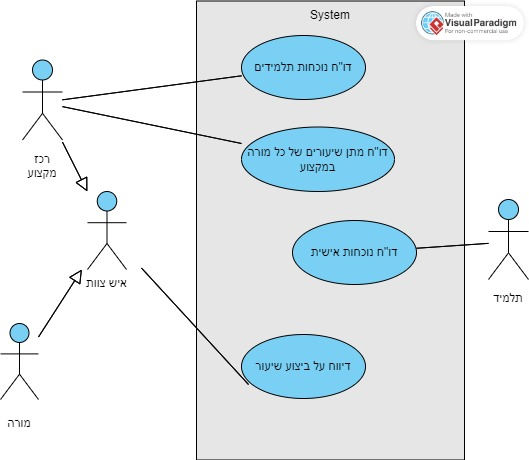 System
Made with
Visual Paradigm
For non-commercial use
דו"ח נוכחות תלמידים
רכז
מקצוע
דו"ח מתן שיעורים של כל מורה
במקצוע
איש צוות
דו"ח נוכחות אישית
תלמיד
דיווח על ביצוע שיעור
מורה